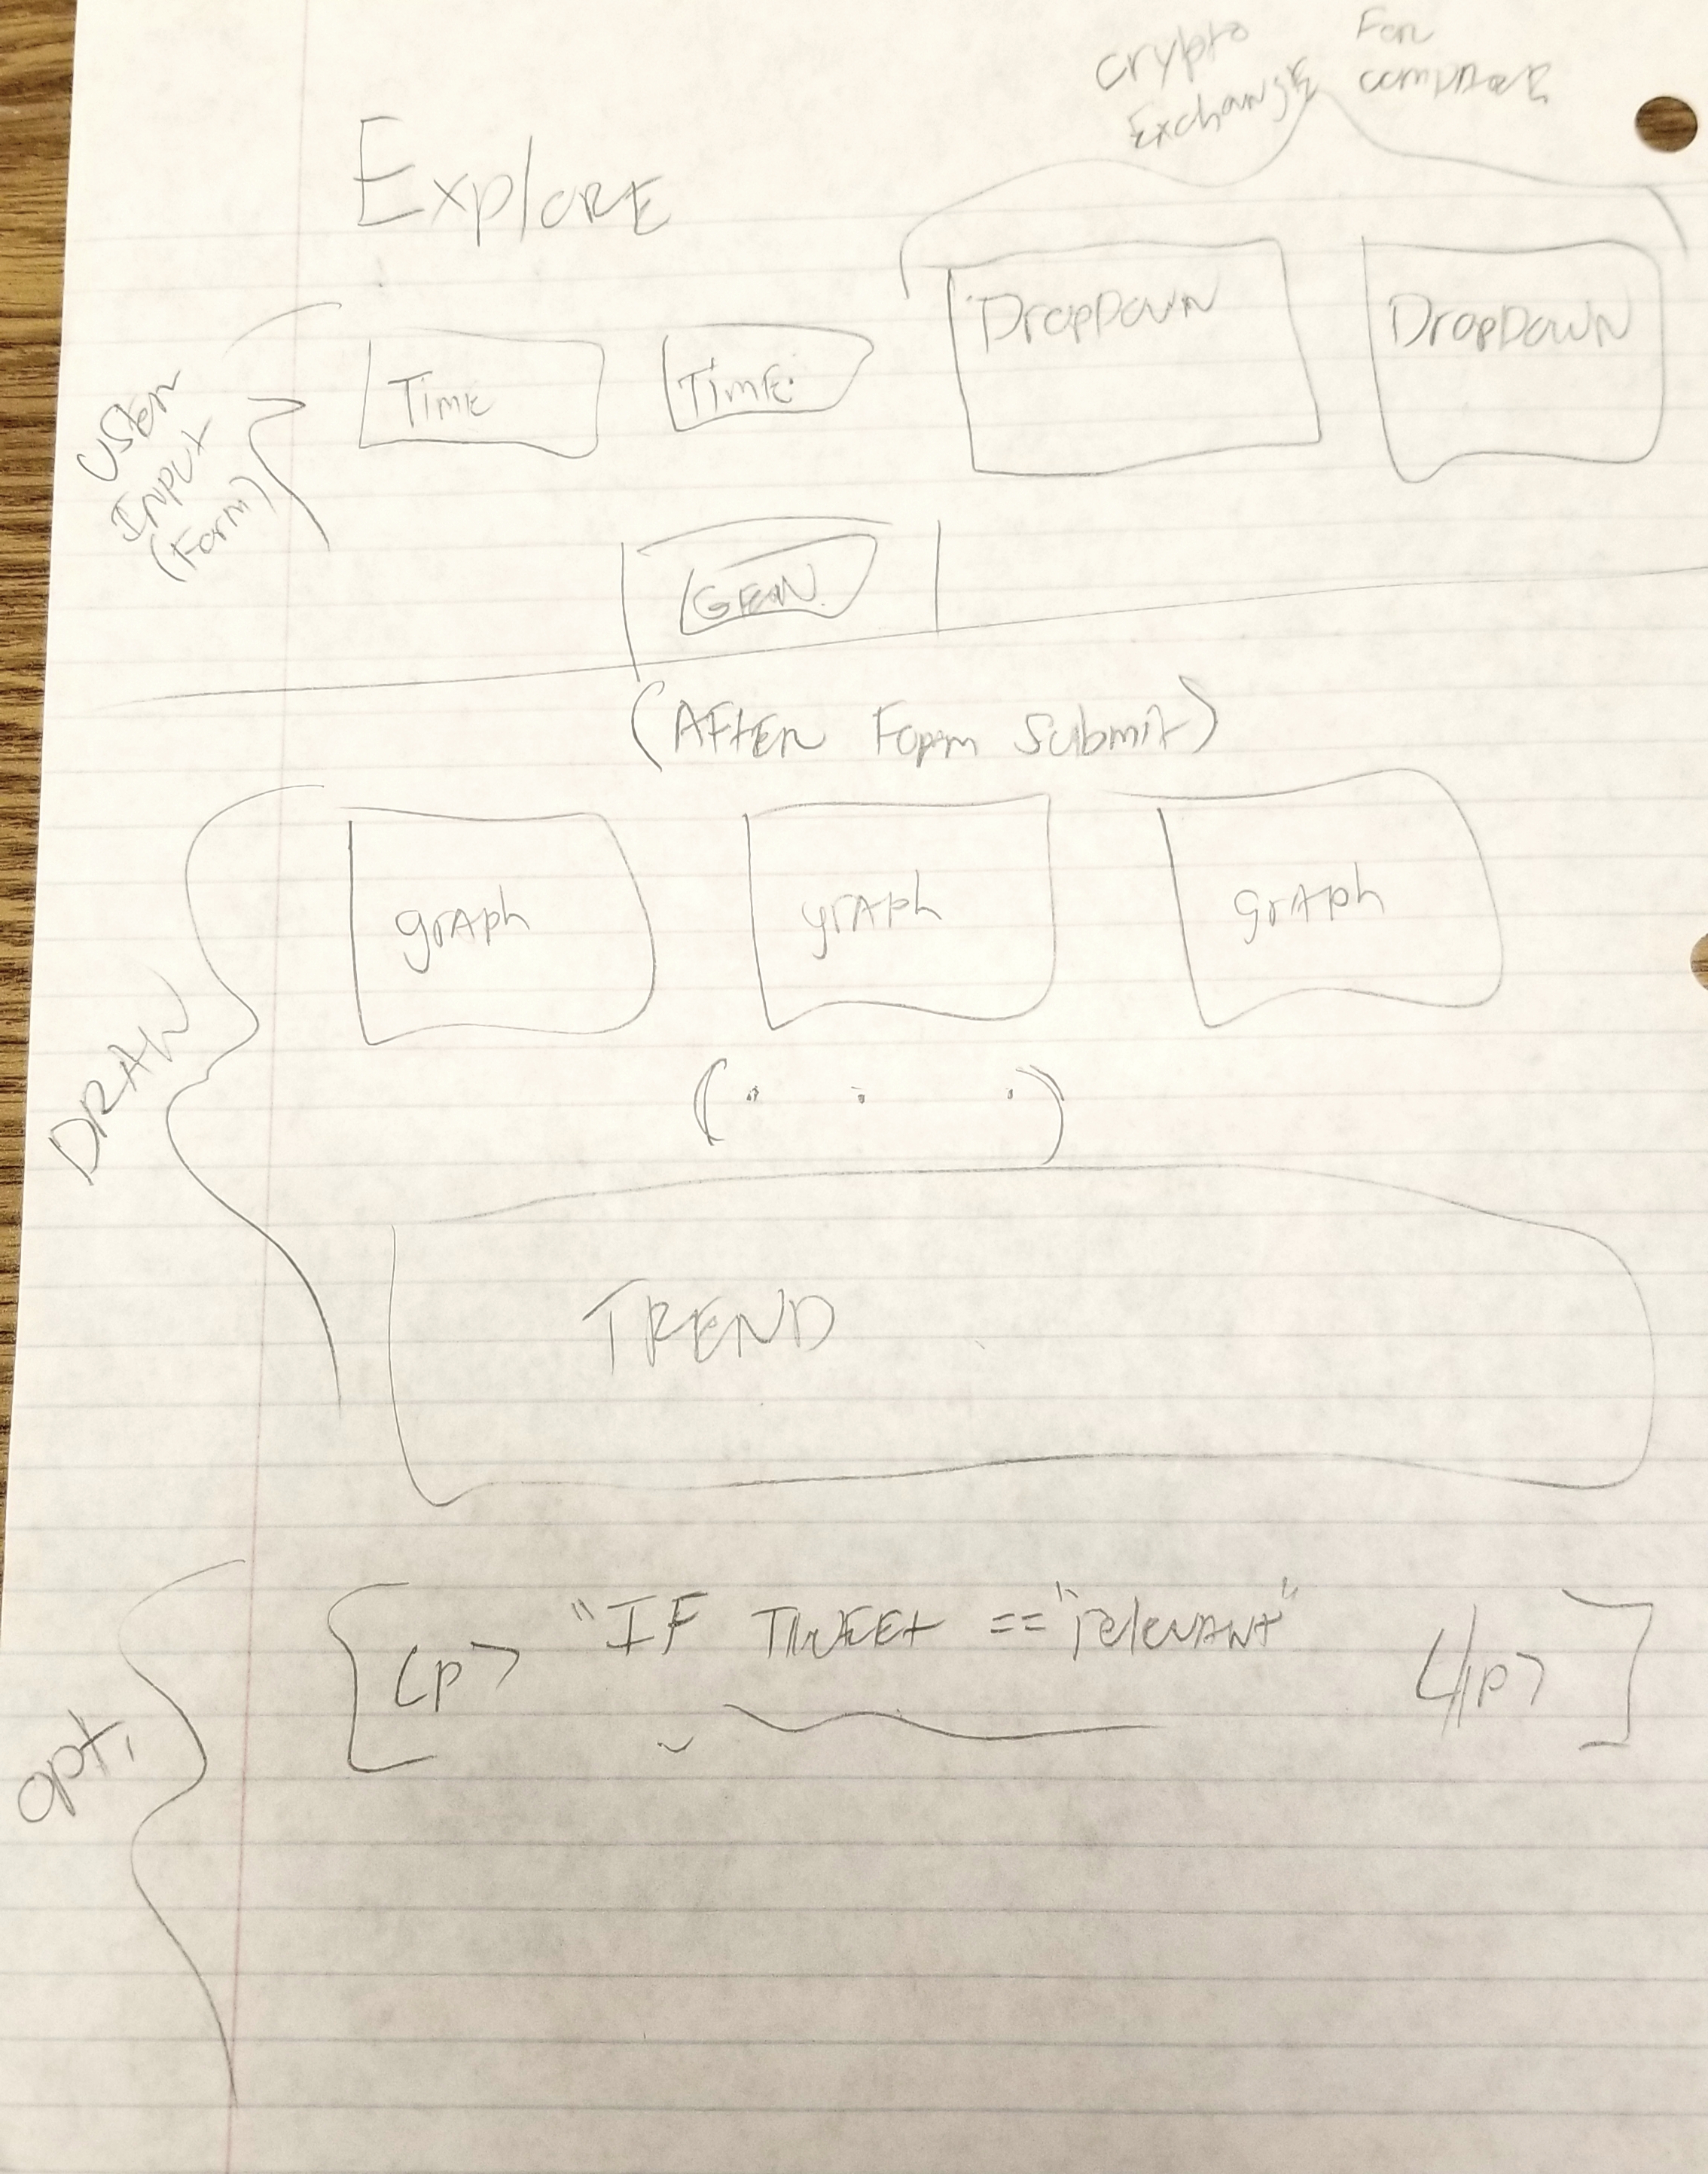 crypto Exchange
For compare
Explore
Time
Time
DropDown
DropDown
User
Input
(Form)
GEN
(After Form Submit)
graph
graph
graph
(. . .)
DRAW
TREND
"IF Tweet == "relevant"
<p>
</p>
opt.